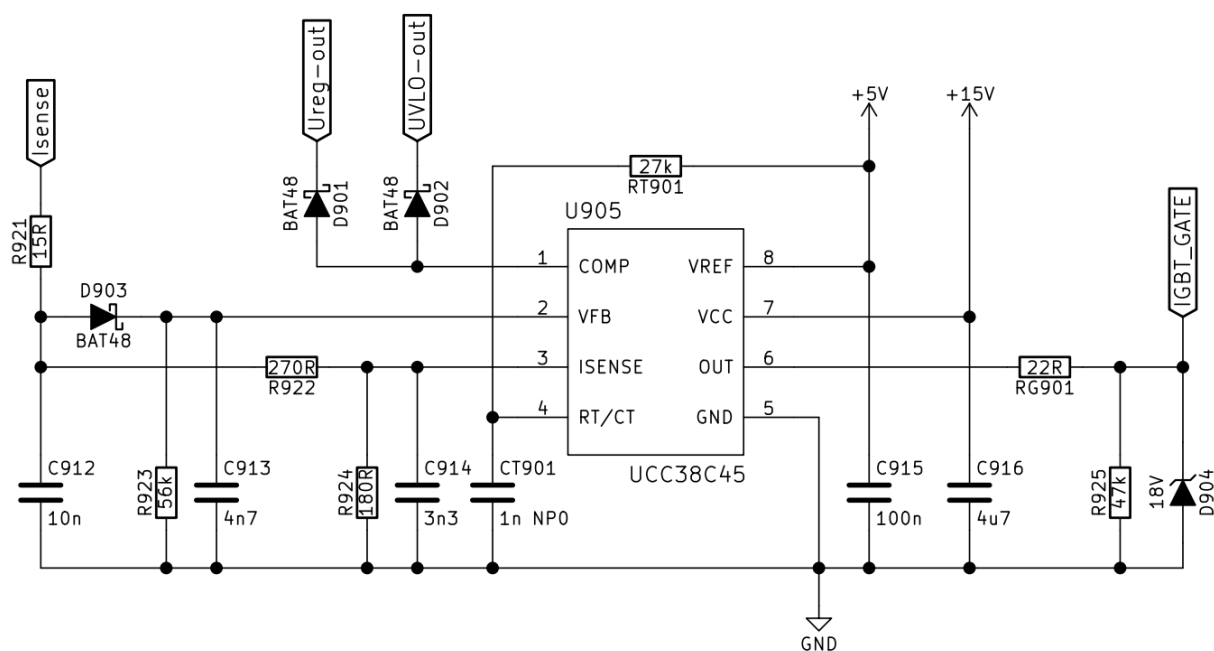 Isense
Ureg-out
UVLO-out
+5V
+15V
27k
RT901
BAT48
D901
BAT48
D902
U905
IGBT_GATE
R921
15R
1
COMP
VREF
8
D903
BAT48
2
VFB
VCC
7
270R
R922
3
ISENSE
OUT
6
22R
RG901
4
RT/CT
GND
5
UCC38C45
C912
10n
R923
56k
C913
4n7
R924
180R
C914
3n3
CT901
1n NP0
C915
100n
C916
4u7
R925
47k
18V
D904
GND